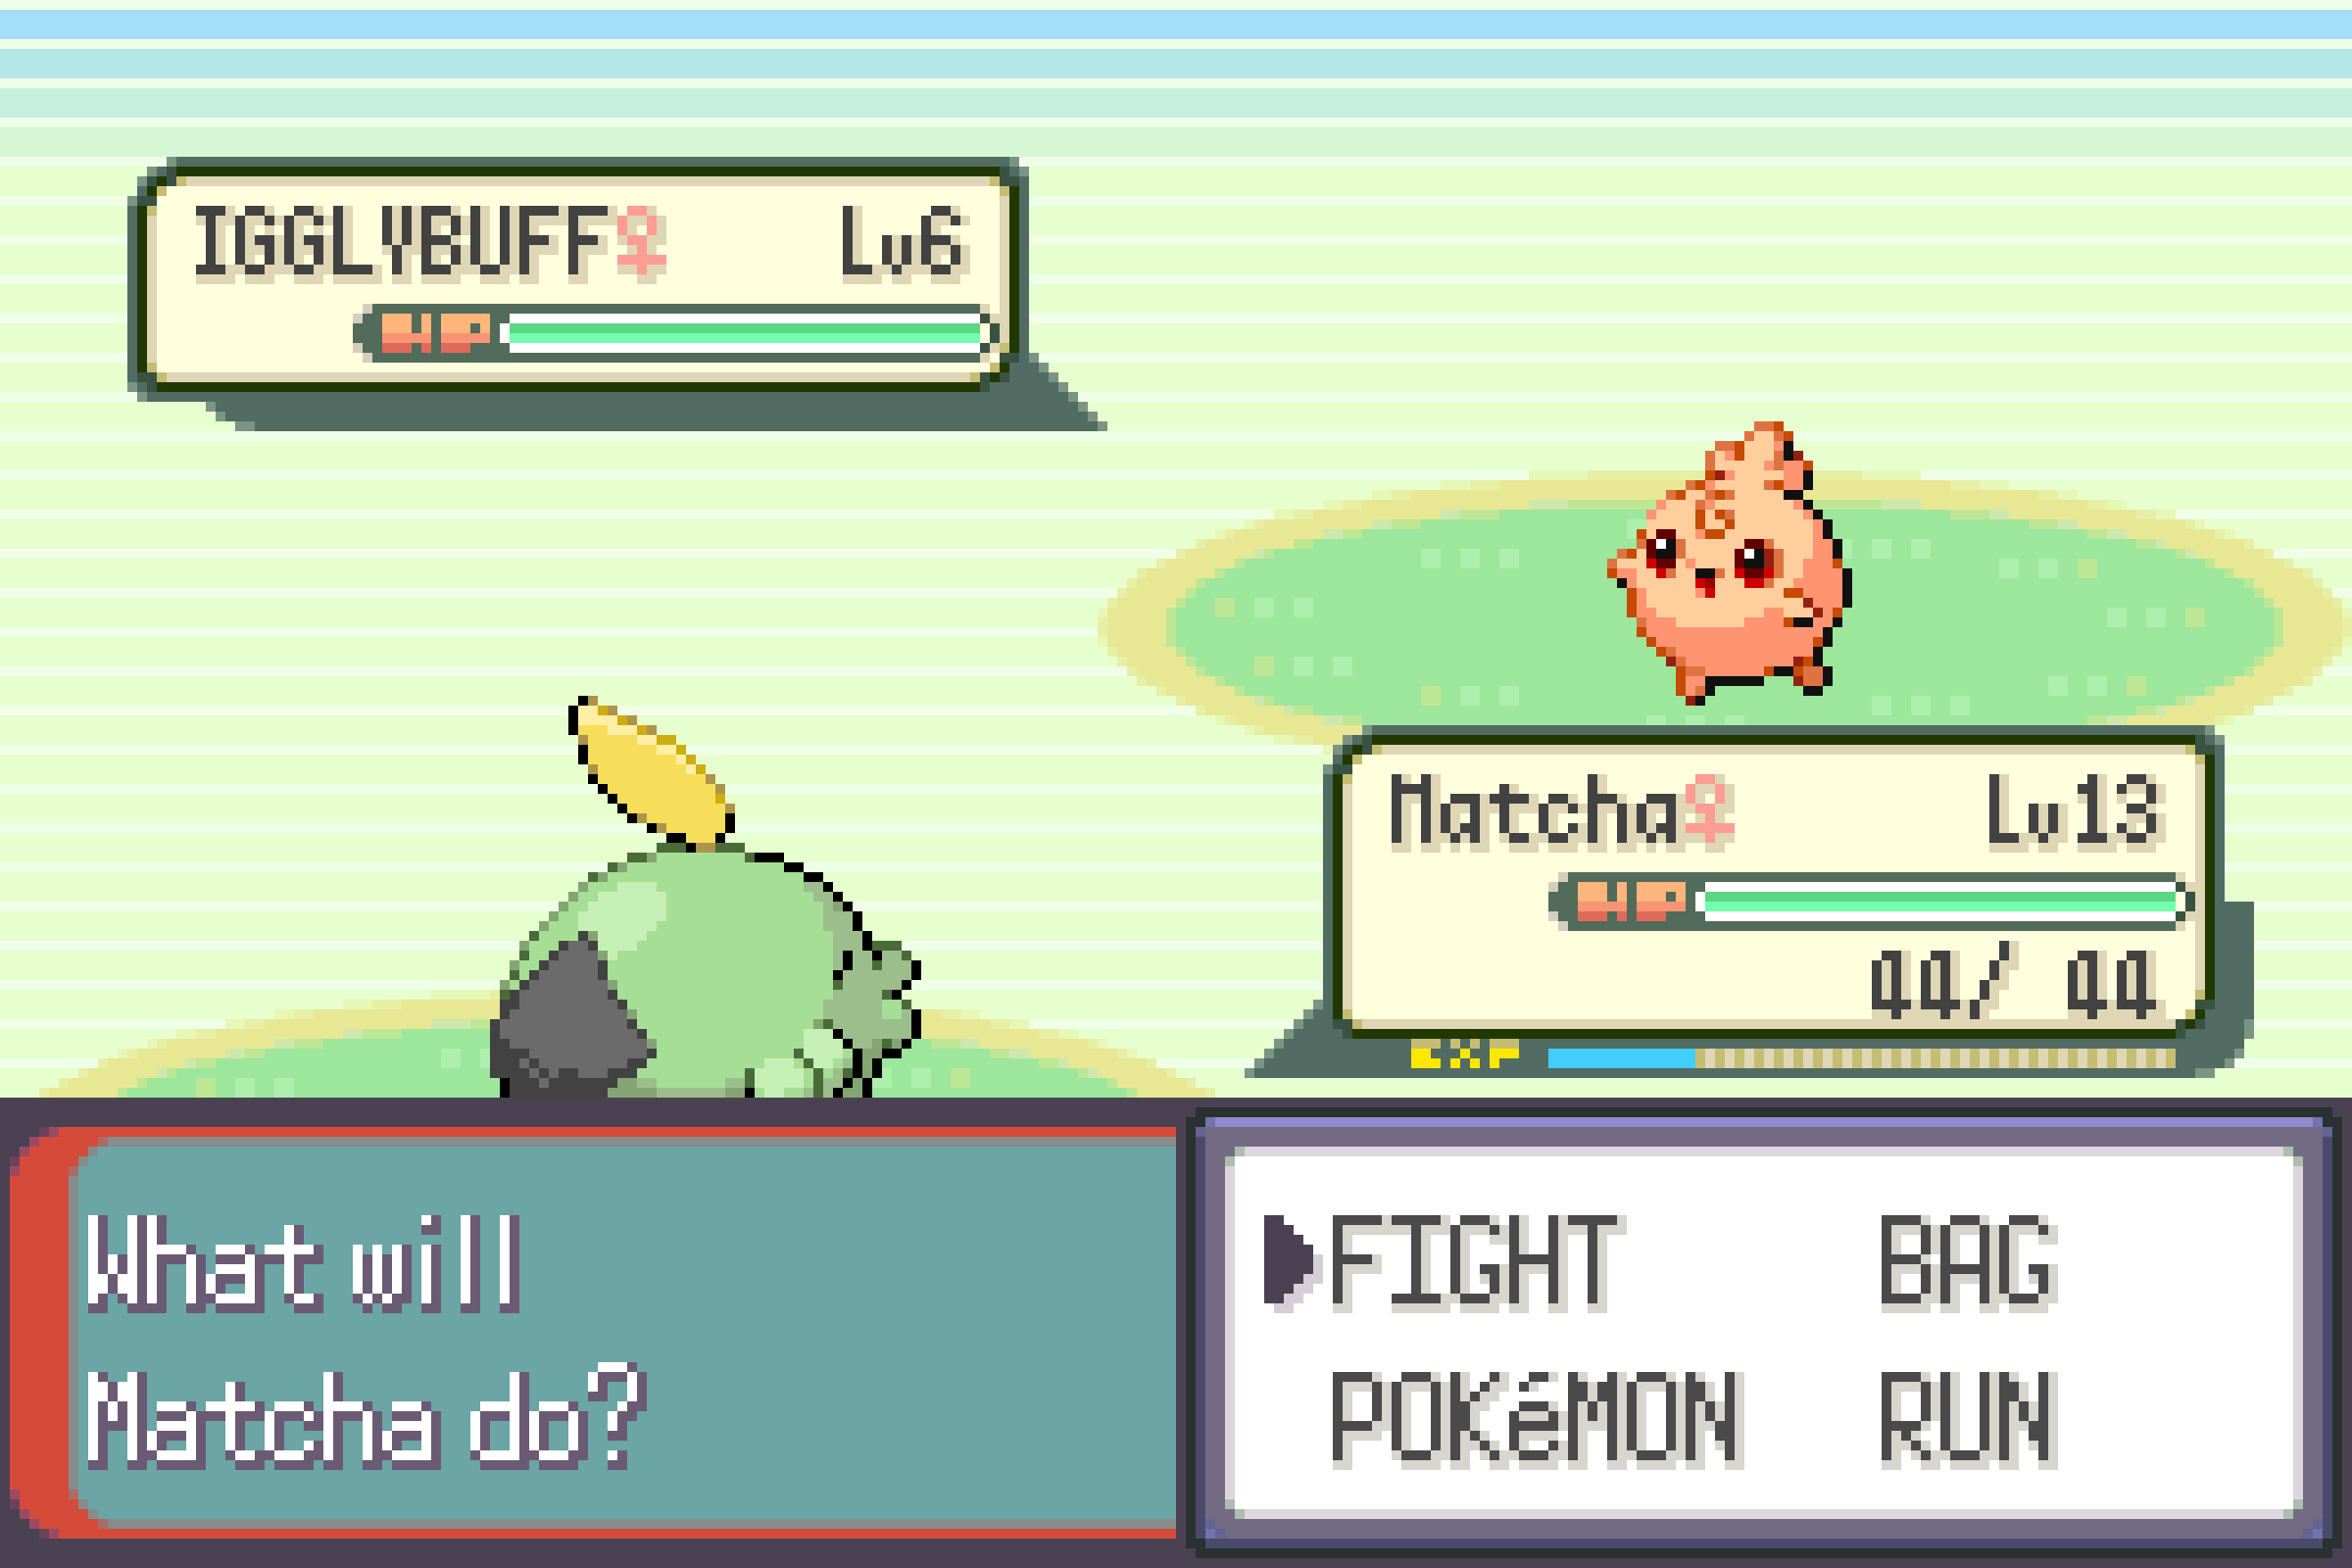 IGGLYBUFF♀ Lv6
HP
Matcha♀ Lv13
HP
44/ 44
EXP
What will
Matcha do?
FIGHT BAG
POKéMON RUN